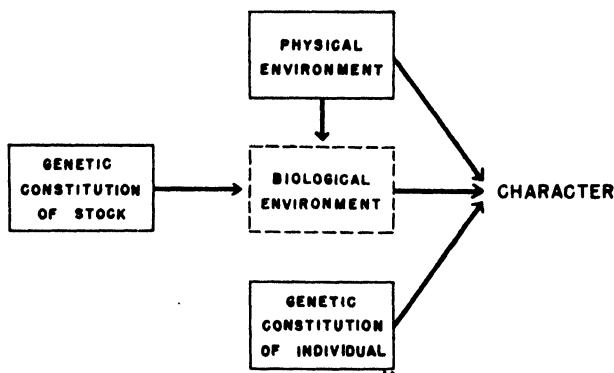 PHYSICAL
ENVIRONMENT
GENETIC
CONSTITUTION
OF STOCK
BIOLOGICAL
ENVIRONMENT
CHARACTER
GENETIC
CONSTITUTION
OF INDIVIDUAL